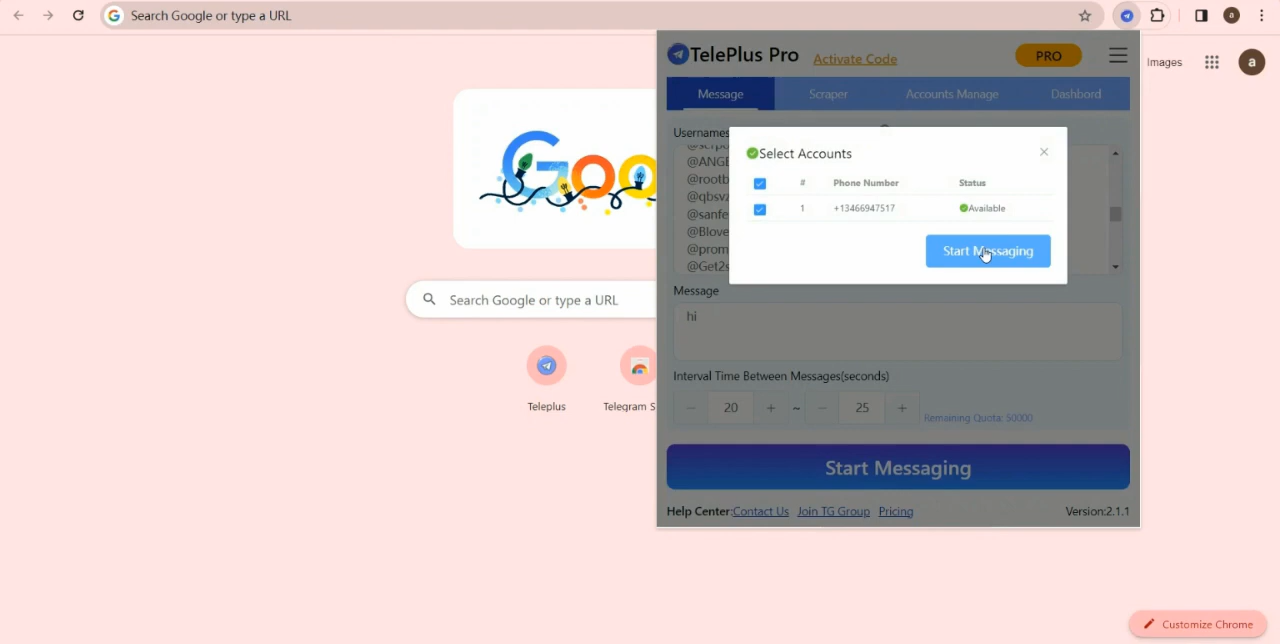 Search Google or type a URL
TelePlus Pro
Activate Code
PRO
Images
a
Message
Scraper
Accounts Manage
Dashbord
Usernames
@ANGE
@rootb
@qbsvz
@sanfe
@Blove
@prom
@Get2s
Select Accounts
# Phone Number Status
1 +13466947517 Available
Start Messaging
Message
hi
Interval Time Between Messages(seconds)
20 + ~ − 25 +
Remaining Quota: 50000
Start Messaging
Help Center:Contact Us Join TG Group Pricing
Version:2.1.1
Goo
Search Google or type a URL
Teleplus
Telegram S
Customize Chrome